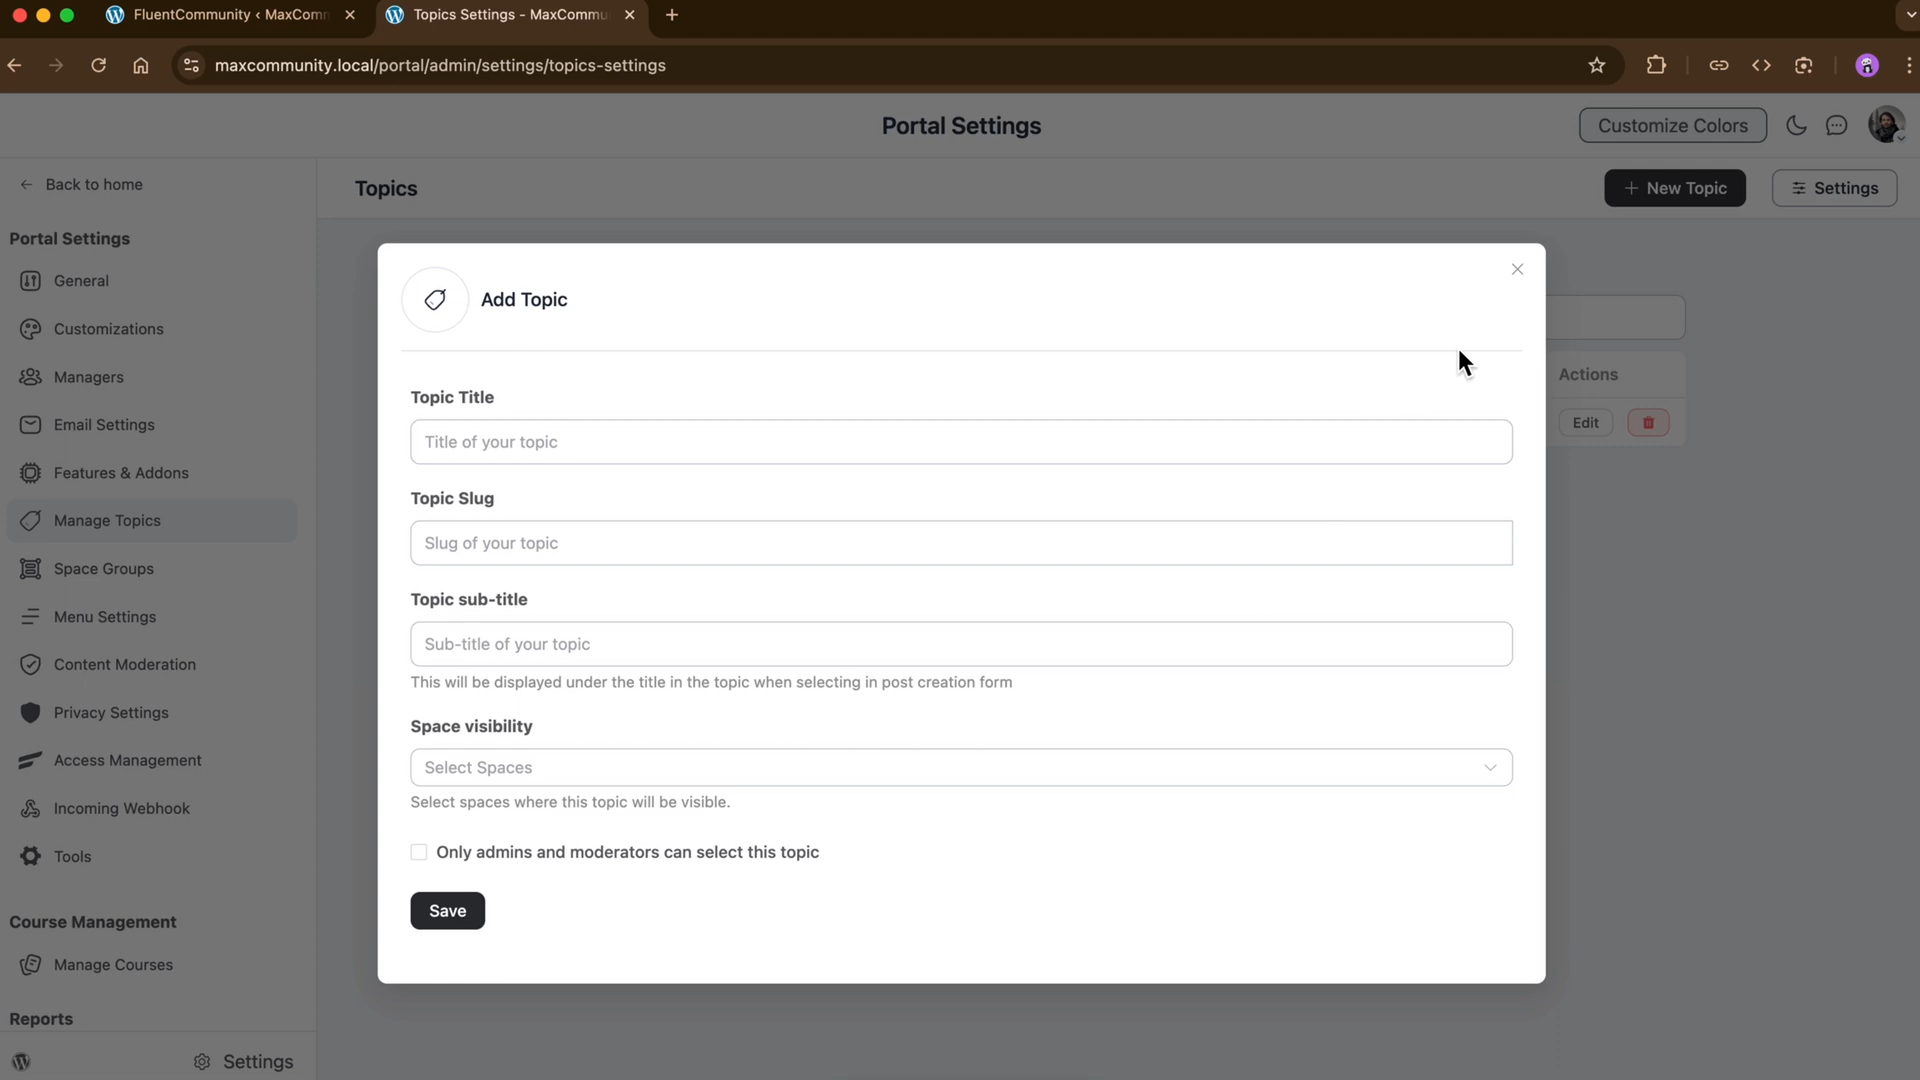 FluentCommunity ‹ MaxComm
Topics Settings - MaxCommu
maxcommunity.local/portal/admin/settings/topics-settings
Portal Settings
Customize Colors
Back to home
Topics
New Topic
Settings
Portal Settings
General
Customizations
Managers
Email Settings
Features & Addons
Manage Topics
Space Groups
Menu Settings
Content Moderation
Privacy Settings
Access Management
Incoming Webhook
Tools
Course Management
Manage Courses
Reports
Settings
Add Topic
Topic Title
Title of your topic
Topic Slug
Slug of your topic
Topic sub-title
Sub-title of your topic
This will be displayed under the title in the topic when selecting in post creation form
Space visibility
Select Spaces
Select spaces where this topic will be visible.
Only admins and moderators can select this topic
Save
Actions
Edit